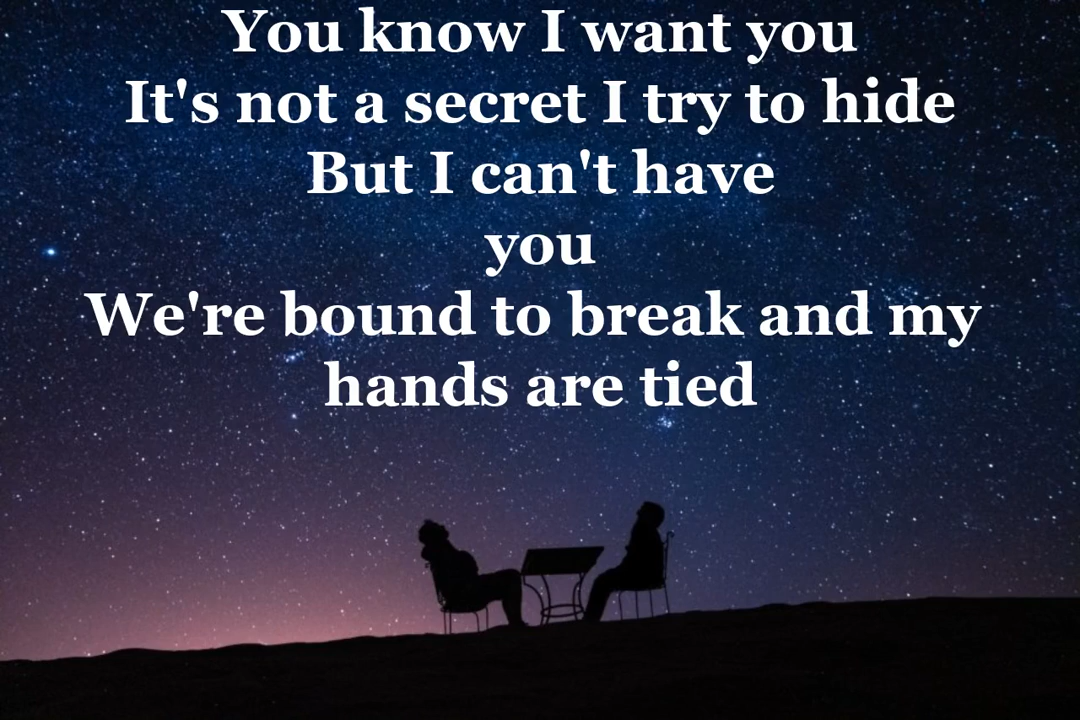 You know I want you
It's not a secret I try to hide
But I can't have
you
We're bound to break and my
hands are tied